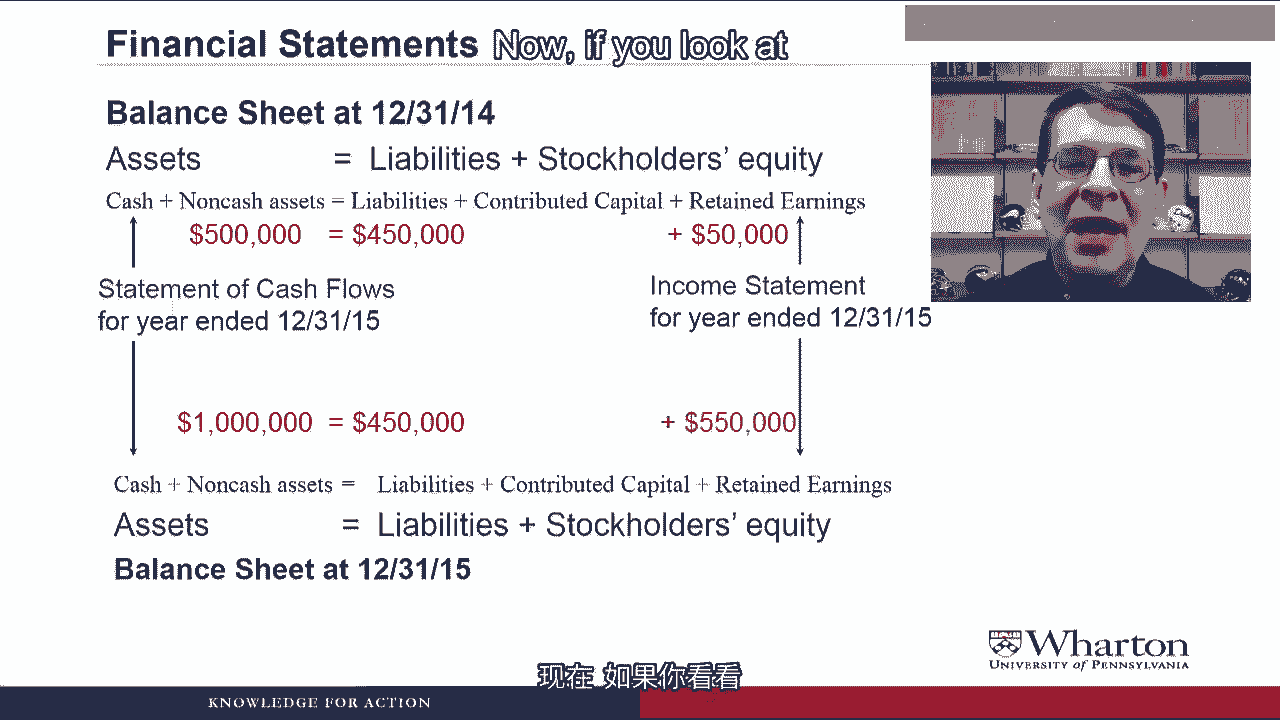 Financial Statements Now, if you look at
Balance Sheet at 12/31/14
Assets = Liabilities + Stockholders’ equity
Cash + Noncash assets = Liabilities + Contributed Capital + Retained Earnings
$500,000 = $450,000 + $50,000
Statement of Cash Flows
for year ended 12/31/15
Income Statement
for year ended 12/31/15
$1,000,000 = $450,000 + $550,000
Cash + Noncash assets = Liabilities + Contributed Capital + Retained Earnings
Assets = Liabilities + Stockholders’ equity
Balance Sheet at 12/31/15
Wharton
UNIVERSITY of PENNSYLVANIA
现在 如果你看看
KNOWLEDGE FOR ACTION